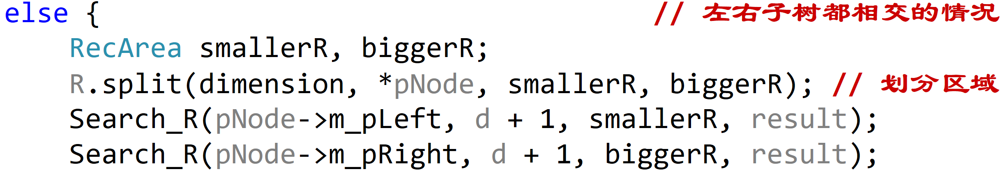 else { // 左右子树都相交的情况
RecArea smallerR, biggerR;
R.split(dimension, *pNode, smallerR, biggerR); // 划分区域
Search_R(pNode->m_pLeft, d + 1, smallerR, result);
Search_R(pNode->m_pRight, d + 1, biggerR, result);